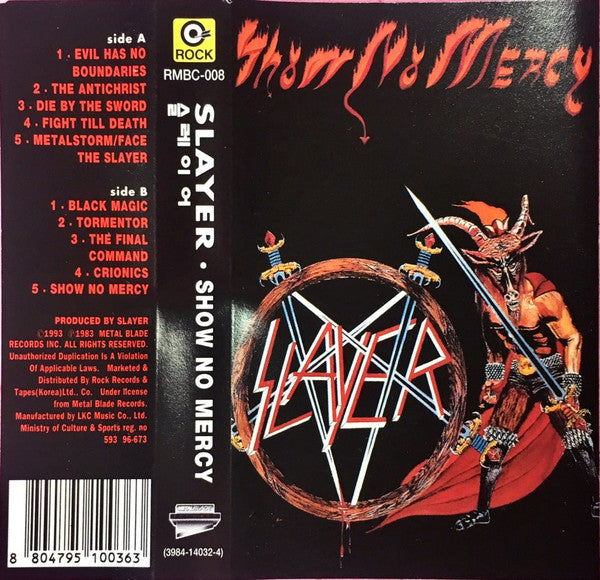 side A
1 · EVIL HAS NO
BOUNDARIES
2 · THE ANTICHRIST
3 · DIE BY THE SWORD
4 · FIGHT TILL DEATH
5 · METALSTORM/FACE
THE SLAYER
side B
1 · BLACK MAGIC
2 · TORMENTOR
3 · THE FINAL
COMMAND
4 · CRIONICS
5 · SHOW NO MERCY
PRODUCED BY SLAYER
©1993 ℗1983 METAL BLADE
RECORDS INC. ALL RIGHTS RESERVED.
Unauthorized Duplication Is A Violation
Of Applicable Laws. Marketed &
Distributed By Rock Records &
Tapes(Korea)Ltd., Co. Under license
from Metal Blade Records.
Manufactured by LKC Music Co., Ltd.
Ministry of Culture & Sports reg. no
593 96-673
8 804795 100363
ROCK
RMBC-008
SLAYER · SHOW NO MERCY
슬레이어
METAL BLADE
(3984-14032-4)
Show No Mercy
SLAYER